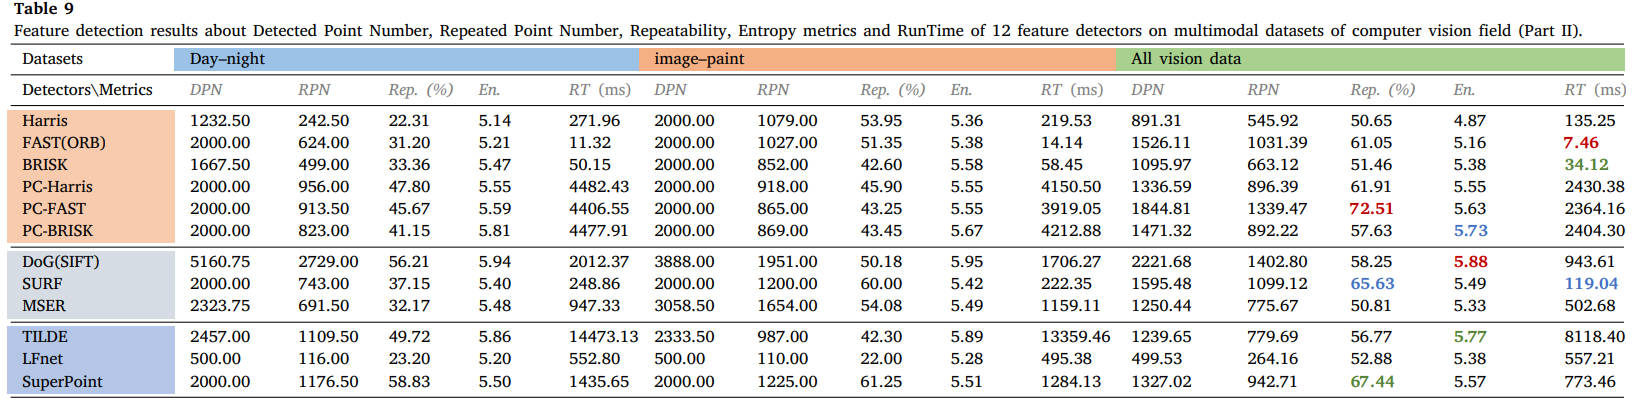 Table 9
Feature detection results about Detected Point Number, Repeated Point Number, Repeatability, Entropy metrics and RunTime of 12 feature detectors on multimodal datasets of computer vision field (Part II).
Datasets Day–night image–paint All vision data
Detectors\Metrics DPN RPN Rep. (%) En. RT (ms) DPN RPN Rep. (%) En. RT (ms) DPN RPN Rep. (%) En. RT (ms)
Harris 1232.50 242.50 22.31 5.14 271.96 2000.00 1079.00 53.95 5.36 219.53 891.31 545.92 50.65 4.87 135.25
FAST(ORB) 2000.00 624.00 31.20 5.21 11.32 2000.00 1027.00 51.35 5.38 14.14 1526.11 1031.39 61.05 5.16 7.46
BRISK 1667.50 499.00 33.36 5.47 50.15 2000.00 852.00 42.60 5.58 58.45 1095.97 663.12 51.46 5.38 34.12
PC-Harris 2000.00 956.00 47.80 5.55 4482.43 2000.00 918.00 45.90 5.55 4150.50 1336.59 896.39 61.91 5.55 2430.38
PC-FAST 2000.00 913.50 45.67 5.59 4406.55 2000.00 865.00 43.25 5.55 3919.05 1844.81 1339.47 72.51 5.63 2364.16
PC-BRISK 2000.00 823.00 41.15 5.81 4477.91 2000.00 869.00 43.45 5.67 4212.88 1471.32 892.22 57.63 5.73 2404.30
DoG(SIFT) 5160.75 2729.00 56.21 5.94 2012.37 3888.00 1951.00 50.18 5.95 1706.27 2221.68 1402.80 58.25 5.88 943.61
SURF 2000.00 743.00 37.15 5.40 248.86 2000.00 1200.00 60.00 5.42 222.35 1595.48 1099.12 65.63 5.49 119.04
MSER 2323.75 691.50 32.17 5.48 947.33 3058.50 1654.00 54.08 5.49 1159.11 1250.44 775.67 50.81 5.33 502.68
TILDE 2457.00 1109.50 49.72 5.86 14473.13 2333.50 987.00 42.30 5.89 13359.46 1239.65 779.69 56.77 5.77 8118.40
LFnet 500.00 116.00 23.20 5.20 552.80 500.00 110.00 22.00 5.28 495.38 499.53 264.16 52.88 5.38 557.21
SuperPoint 2000.00 1176.50 58.83 5.50 1435.65 2000.00 1225.00 61.25 5.51 1284.13 1327.02 942.71 67.44 5.57 773.46